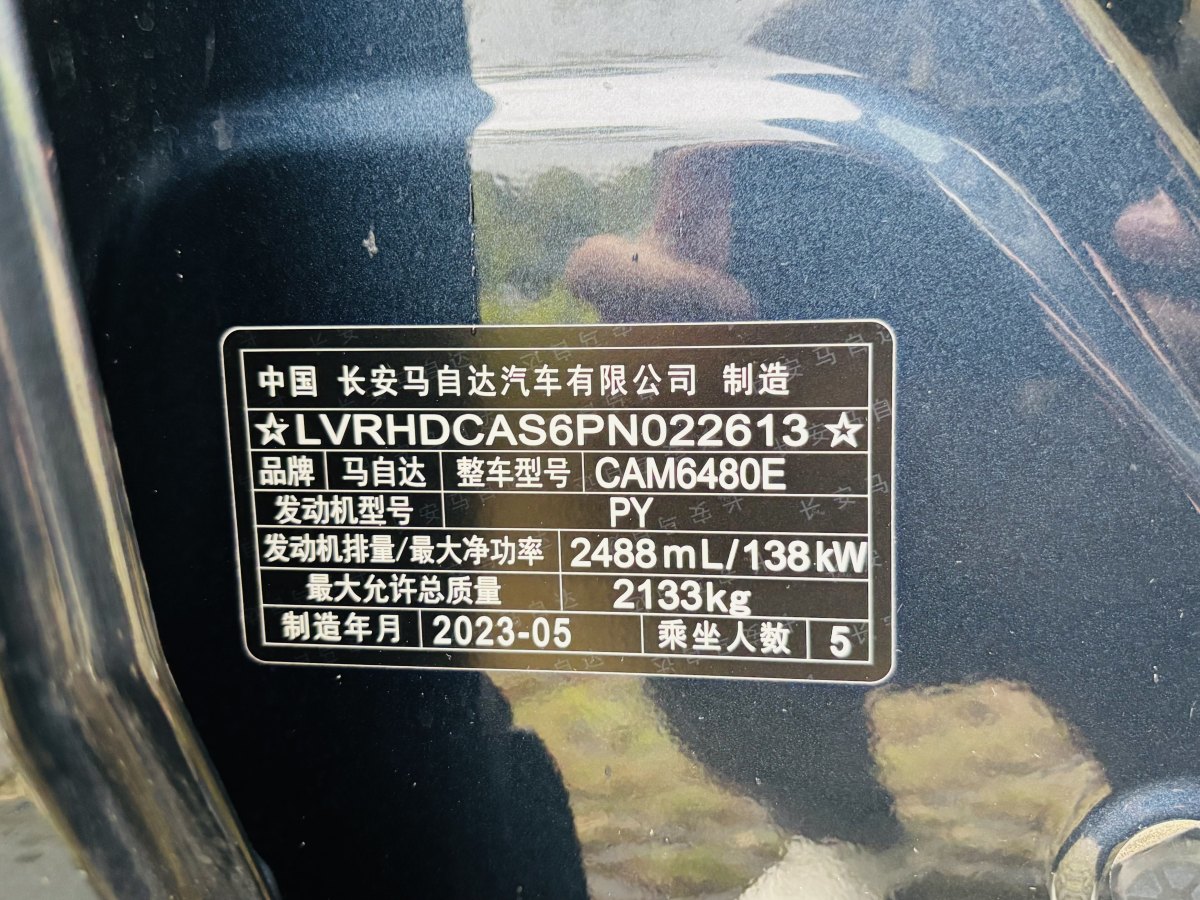 中国 长安马自达汽车有限公司 制造
☆LVRHDCAS6PN022613☆
品牌 马自达 整车型号 CAM6480E
发动机型号 PY
发动机排量/最大净功率 2488mL/138kW
最大允许总质量 2133kg
制造年月 2023-05 乘坐人数 5